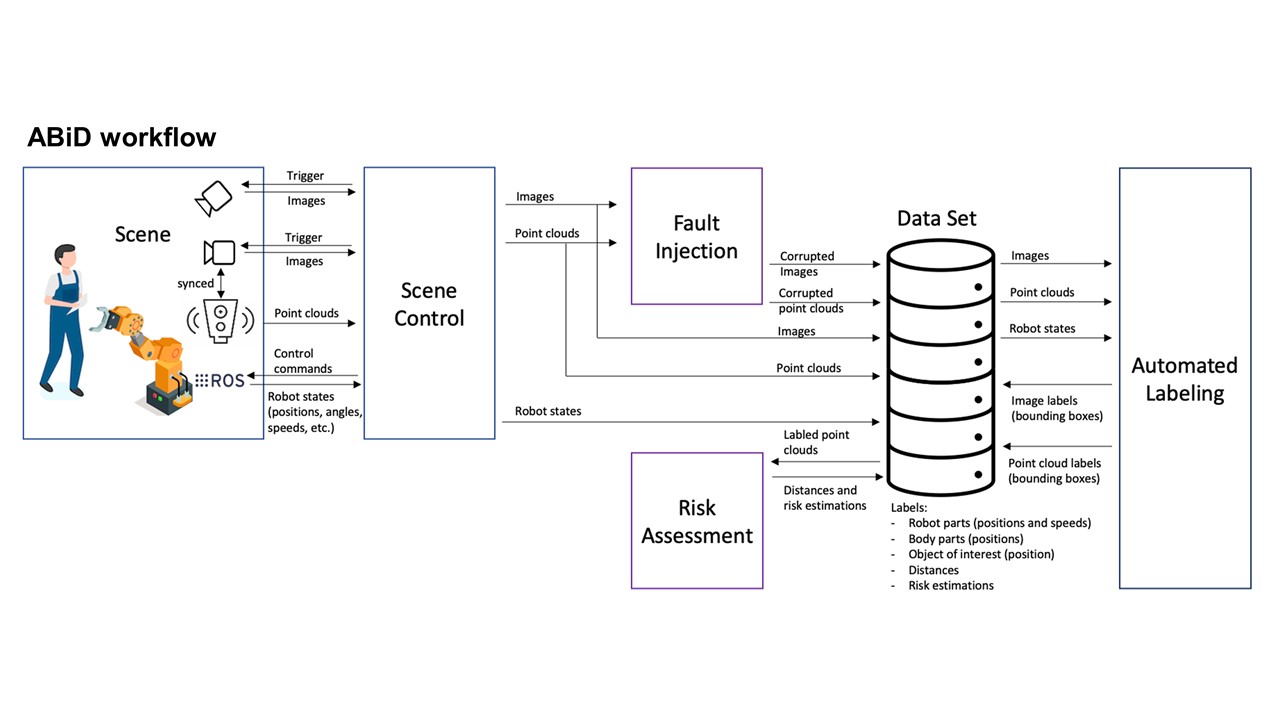 ABiD workflow
Scene
synced
ROS
Trigger
Images
Trigger
Images
Point clouds
Control
commands
Robot states
(positions, angles,
speeds, etc.)
Scene
Control
Images
Point clouds
Robot states
Fault
Injection
Corrupted
Images
Corrupted
point clouds
Images
Point clouds
Labled point
clouds
Distances and
risk estimations
Risk
Assessment
Data Set
Labels:
- Robot parts (positions and speeds)
- Body parts (positions)
- Object of interest (position)
- Distances
- Risk estimations
Images
Point clouds
Robot states
Image labels
(bounding boxes)
Point cloud labels
(bounding boxes)
Automated
Labeling